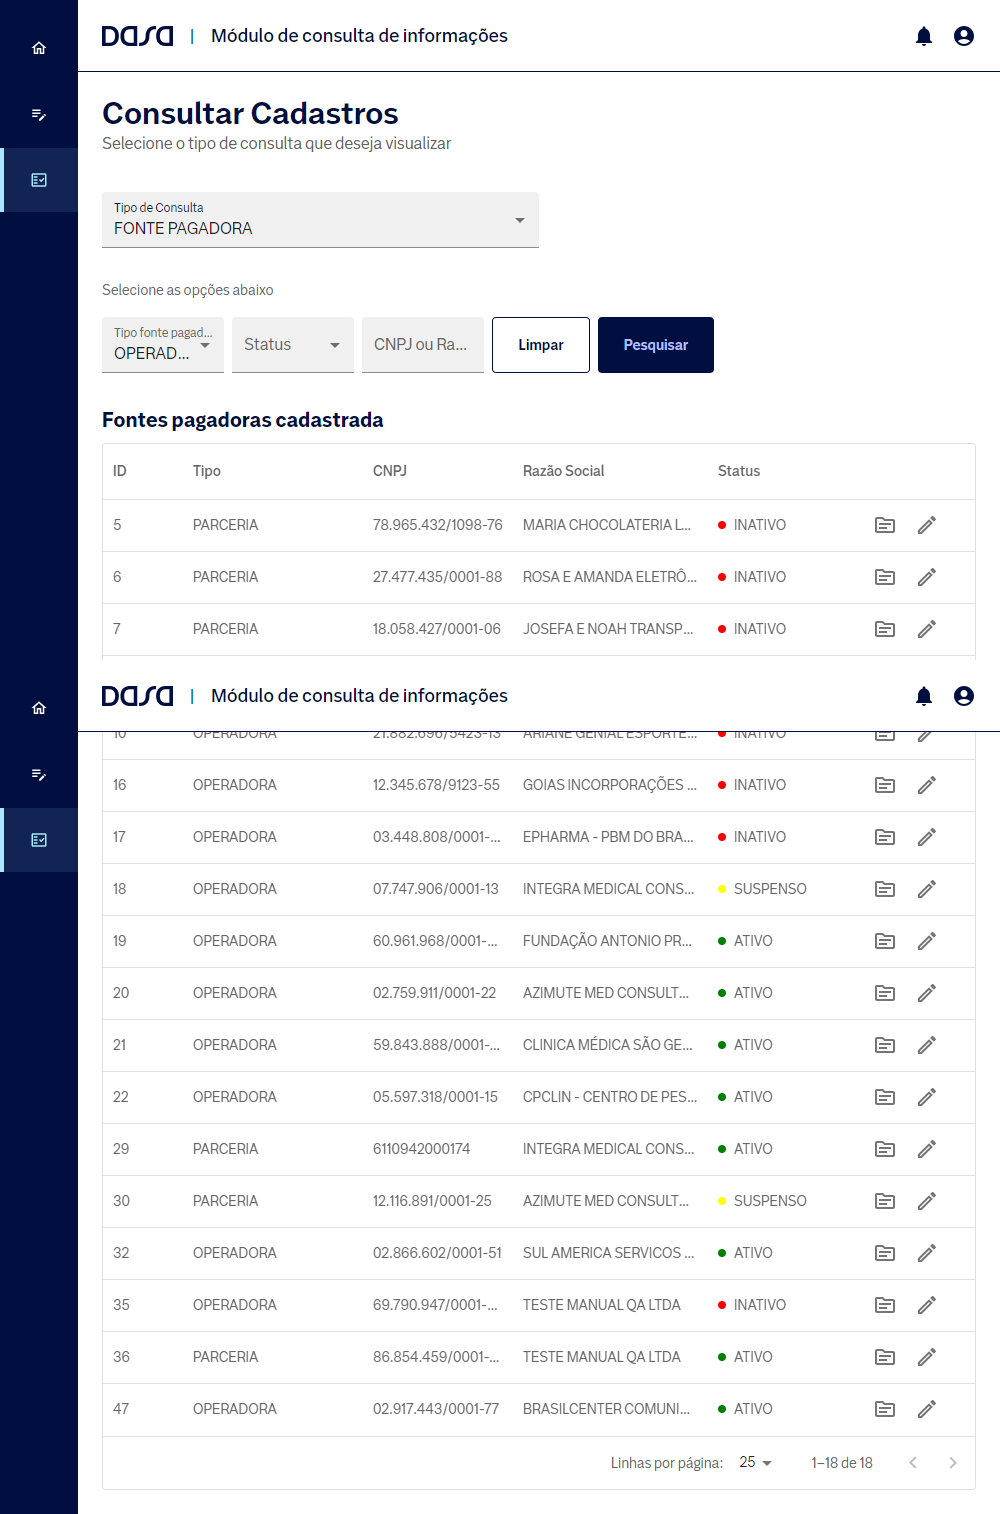 Dasa | Módulo de consulta de informações
Consultar Cadastros
Selecione o tipo de consulta que deseja visualizar
Tipo de Consulta
FONTE PAGADORA
Selecione as opções abaixo
Tipo fonte pagad...
OPERAD...
Status
CNPJ ou Ra...
Limpar
Pesquisar
Fontes pagadoras cadastrada
ID Tipo CNPJ Razão Social Status
5 PARCERIA 78.965.432/1098-76 MARIA CHOCOLATERIA L... INATIVO
6 PARCERIA 27.477.435/0001-88 ROSA E AMANDA ELETRÔ... INATIVO
7 PARCERIA 18.058.427/0001-06 JOSEFA E NOAH TRANSP... INATIVO
Dasa | Módulo de consulta de informações
10 OPERADORA 21.882.696/5423-13 ARIANE GENIAL ESPORTE... INATIVO
16 OPERADORA 12.345.678/9123-55 GOIAS INCORPORAÇÕES ... INATIVO
17 OPERADORA 03.448.808/0001-... EPHARMA - PBM DO BRA... INATIVO
18 OPERADORA 07.747.906/0001-13 INTEGRA MEDICAL CONS... SUSPENSO
19 OPERADORA 60.961.968/0001-... FUNDAÇÃO ANTONIO PR... ATIVO
20 OPERADORA 02.759.911/0001-22 AZIMUTE MED CONSULT... ATIVO
21 OPERADORA 59.843.888/0001-... CLINICA MÉDICA SÃO GE... ATIVO
22 OPERADORA 05.597.318/0001-15 CPCLIN - CENTRO DE PES... ATIVO
29 PARCERIA 6110942000174 INTEGRA MEDICAL CONS... ATIVO
30 PARCERIA 12.116.891/0001-25 AZIMUTE MED CONSULT... SUSPENSO
32 OPERADORA 02.866.602/0001-51 SUL AMERICA SERVICOS ... ATIVO
35 OPERADORA 69.790.947/0001-... TESTE MANUAL QA LTDA INATIVO
36 PARCERIA 86.854.459/0001-... TESTE MANUAL QA LTDA ATIVO
47 OPERADORA 02.917.443/0001-77 BRASILCENTER COMUNI... ATIVO
Linhas por página: 25 1–18 de 18